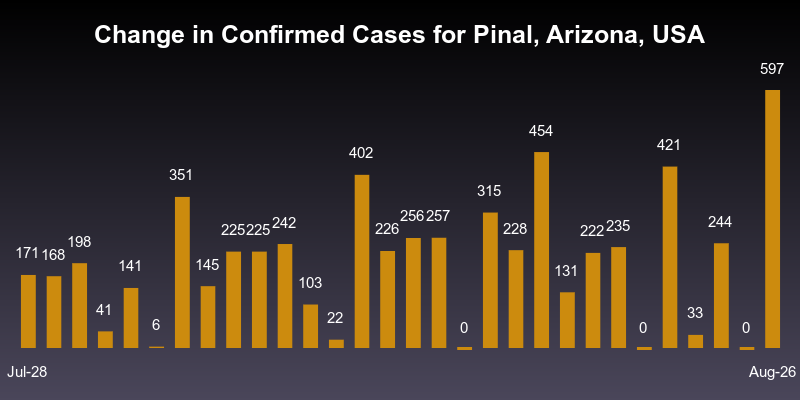 Change in Confirmed Cases for Pinal, Arizona, USA
597
454
421
402
351
315
256 257
242 244
225 225 226 228 222 235
171 168 198
141 145 131
103
41 6 22 0 0 33 0
Jul-28 Aug-26